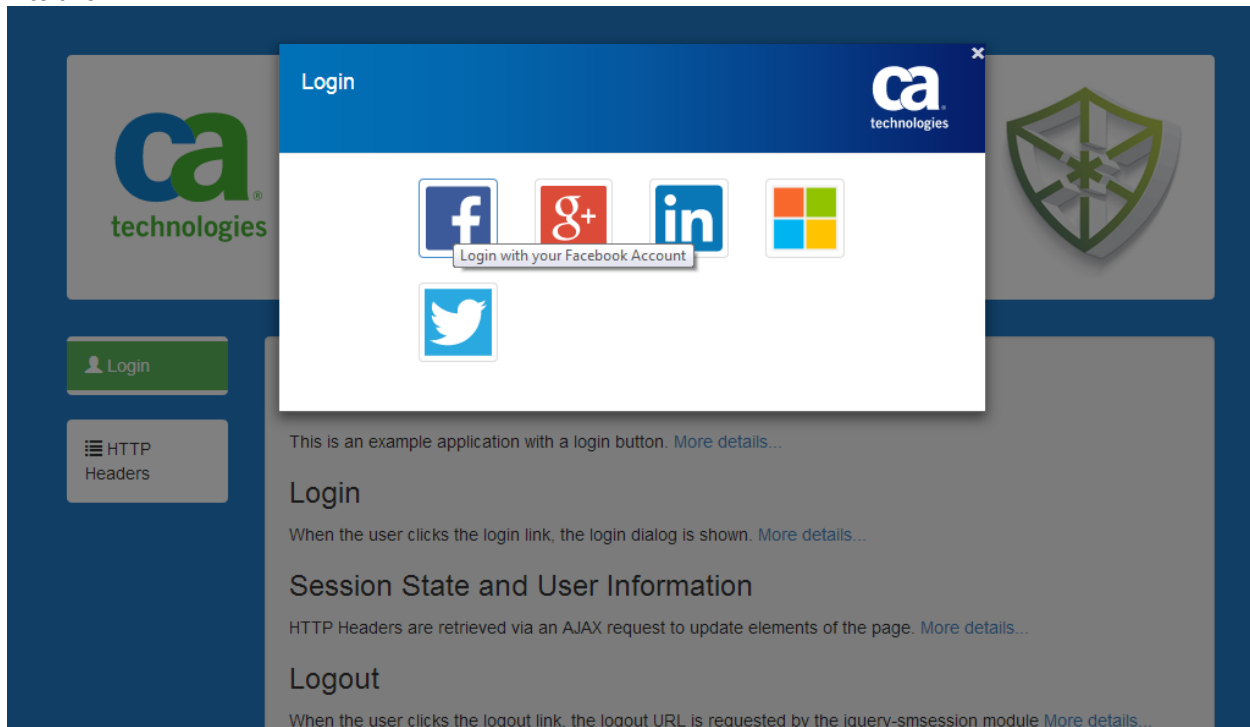 Login
ca
technologies
ca
technologies
f
g+
in
Login with your Facebook Account
Login
HTTP
Headers
This is an example application with a login button. More details...
Login
When the user clicks the login link, the login dialog is shown. More details...
Session State and User Information
HTTP Headers are retrieved via an AJAX request to update elements of the page. More details...
Logout
When the user clicks the logout link, the logout URL is requested by the jquery-smsession module More details...